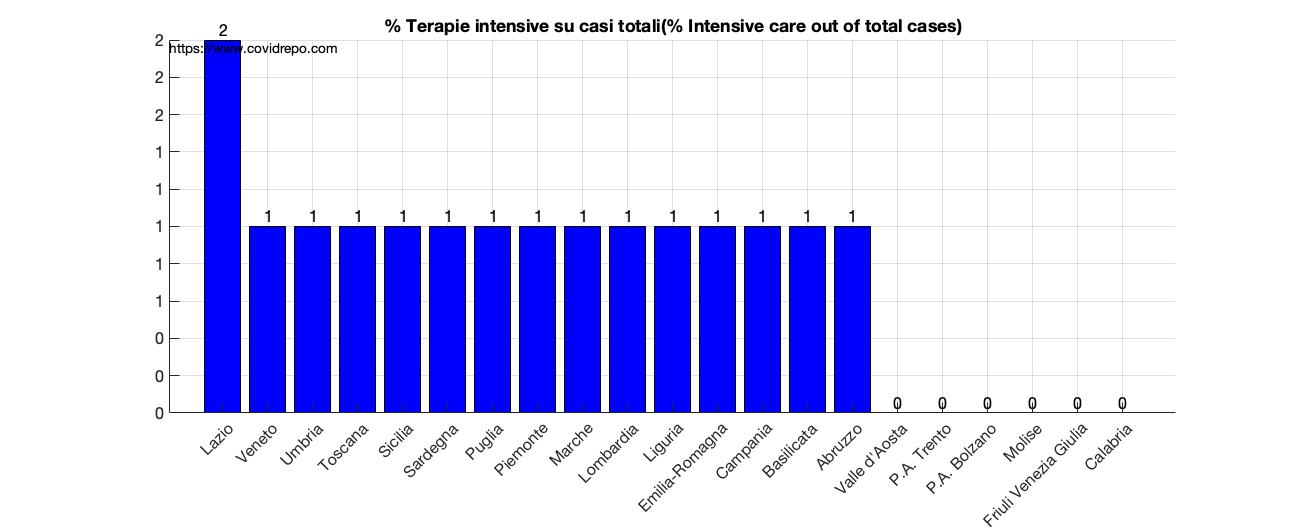 % Terapie intensive su casi totali(% Intensive care out of total cases)
2
https://www.covidrepo.com
2
2
2
1
1
1
1
1
0
0
0
1 1 1 1 1 1 1 1 1 1 1 1 1 1
0 0 0 0 0 0
Lazio
Veneto
Umbria
Toscana
Sicilia
Sardegna
Puglia
Piemonte
Marche
Lombardia
Liguria
Emilia-Romagna
Campania
Basilicata
Abruzzo
Valle d'Aosta
P.A. Trento
P.A. Bolzano
Molise
Friuli Venezia Giulia
Calabria